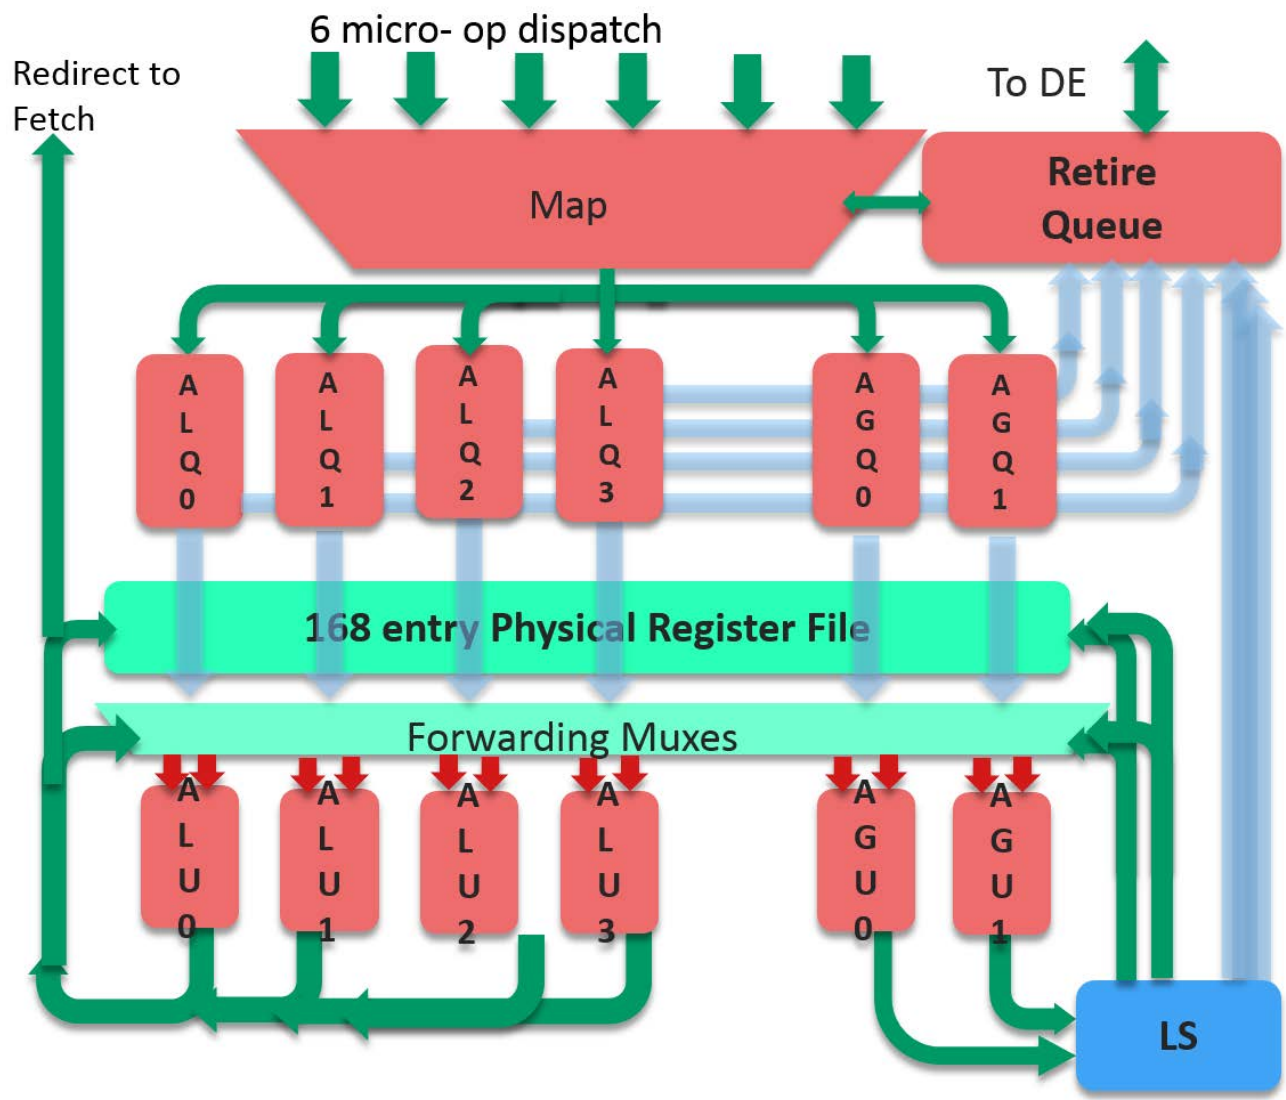 6 micro- op dispatch
Redirect to
Fetch
To DE
Map
Retire
Queue
A
L
Q
0
A
L
Q
1
A
L
Q
2
A
L
Q
3
A
G
Q
0
A
G
Q
1
168 entry Physical Register File
Forwarding Muxes
A
L
U
0
A
L
U
1
A
L
U
2
A
L
U
3
A
G
U
0
A
G
U
1
LS